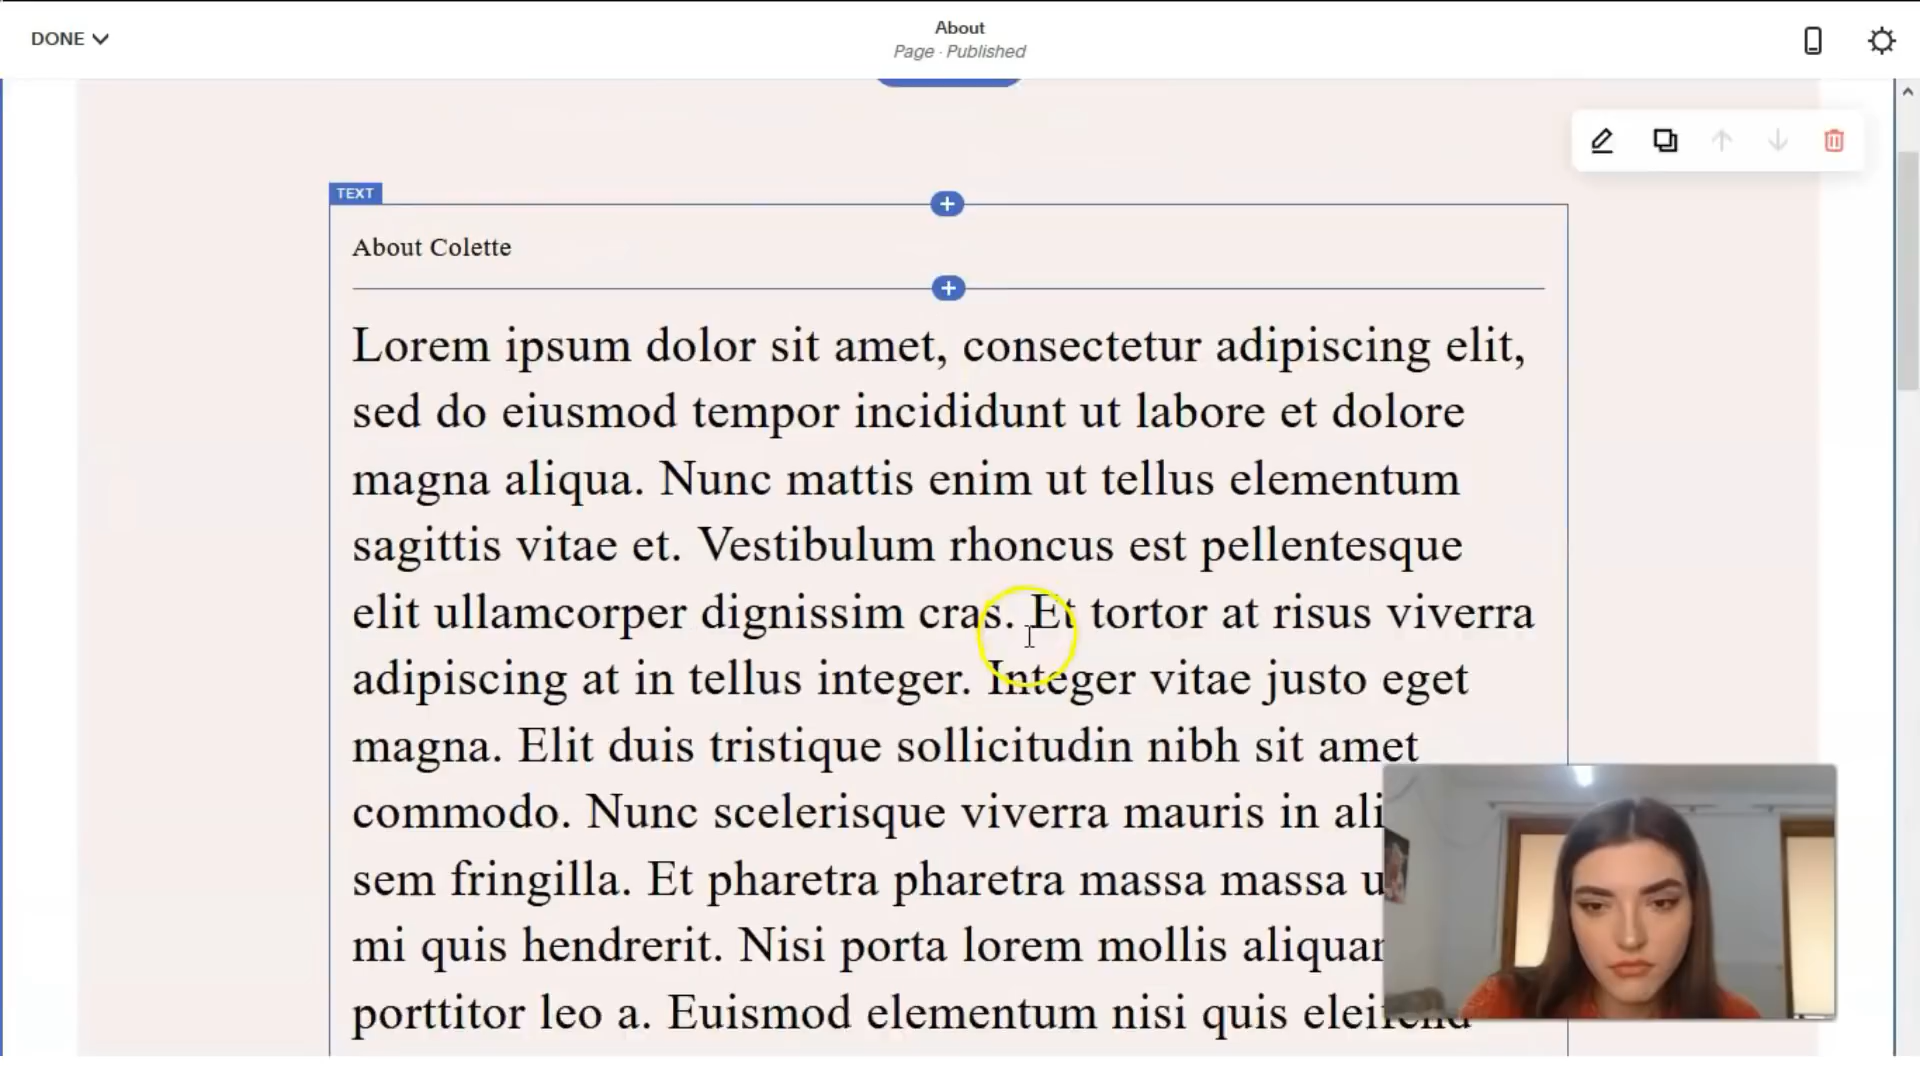 DONE
About
Page · Published
TEXT
About Colette
Lorem ipsum dolor sit amet, consectetur adipiscing elit,
sed do eiusmod tempor incididunt ut labore et dolore
magna aliqua. Nunc mattis enim ut tellus elementum
sagittis vitae et. Vestibulum rhoncus est pellentesque
elit ullamcorper dignissim cras. Et tortor at risus viverra
adipiscing at in tellus integer. Integer vitae justo eget
magna. Elit duis tristique sollicitudin nibh sit amet
commodo. Nunc scelerisque viverra mauris in ali
sem fringilla. Et pharetra pharetra massa massa u
mi quis hendrerit. Nisi porta lorem mollis
porttitor leo a. Euismod elementum nisi quis